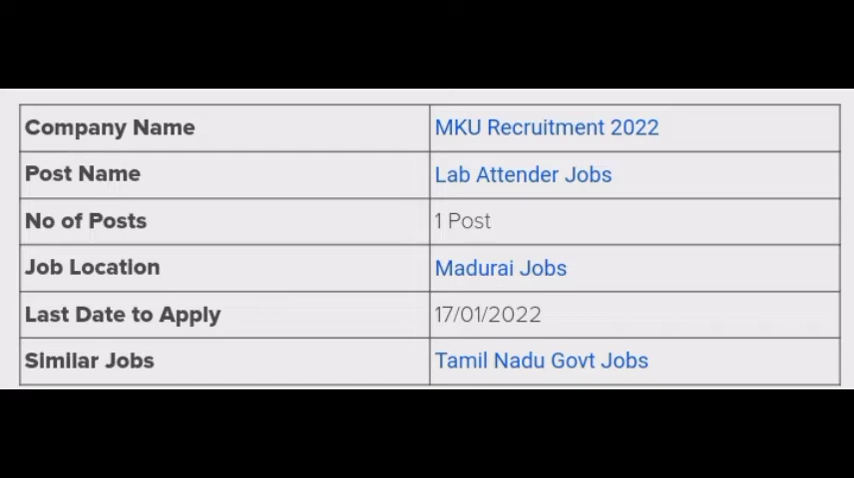 Company Name MKU Recruitment 2022
Post Name Lab Attender Jobs
No of Posts 1 Post
Job Location Madurai Jobs
Last Date to Apply 17/01/2022
Similar Jobs Tamil Nadu Govt Jobs